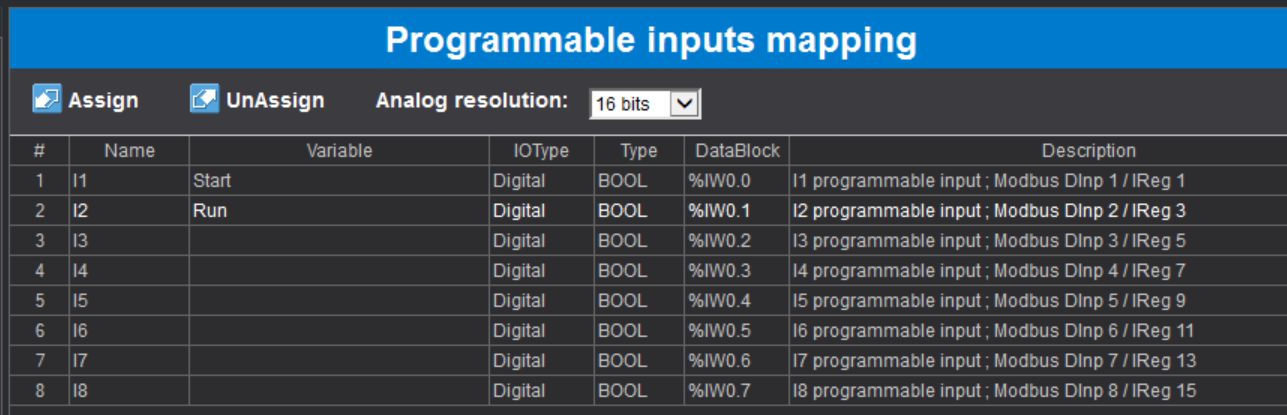 Programmable inputs mapping
Assign UnAssign Analog resolution: 16 bits
# Name Variable IOType Type DataBlock Description
1 I1 Start Digital BOOL %IW0.0 I1 programmable input ; Modbus DInp 1 / IReg 1
2 I2 Run Digital BOOL %IW0.1 I2 programmable input ; Modbus DInp 2 / IReg 3
3 I3 Digital BOOL %IW0.2 I3 programmable input ; Modbus DInp 3 / IReg 5
4 I4 Digital BOOL %IW0.3 I4 programmable input ; Modbus DInp 4 / IReg 7
5 I5 Digital BOOL %IW0.4 I5 programmable input ; Modbus DInp 5 / IReg 9
6 I6 Digital BOOL %IW0.5 I6 programmable input ; Modbus DInp 6 / IReg 11
7 I7 Digital BOOL %IW0.6 I7 programmable input ; Modbus DInp 7 / IReg 13
8 I8 Digital BOOL %IW0.7 I8 programmable input ; Modbus DInp 8 / IReg 15